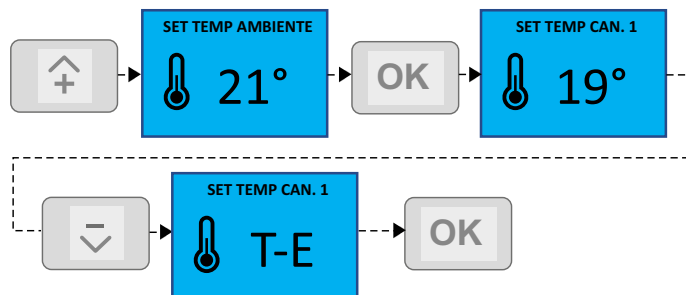 SET TEMP AMBIENTE
+
21°
OK
SET TEMP CAN. 1
19°
-
SET TEMP CAN. 1
T-E
OK